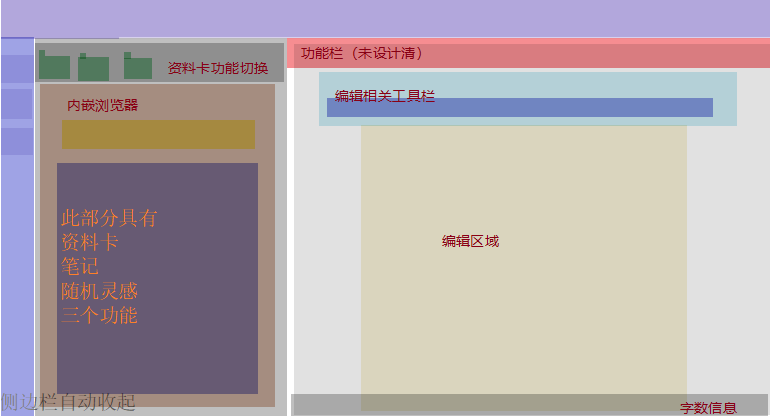 功能栏（未设计清）
资料卡功能切换
编辑相关工具栏
内嵌浏览器
此部分具有
资料卡
笔记
随机灵感
三个功能
编辑区域
侧边栏自动收起
字数信息